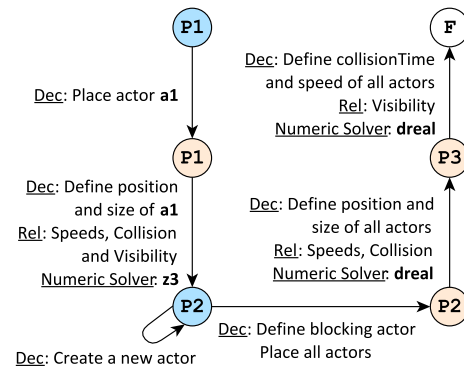 P1
Dec: Place actor a1
P1
Dec: Define position
and size of a1
Rel: Speeds, Collision
and Visibility
Numeric Solver: z3
P2
Dec: Create a new actor
Dec: Define blocking actor
Place all actors
P2
Dec: Define position and
size of all actors
Rel: Speeds, Collision
Numeric Solver: dreal
P3
Dec: Define collisionTime
and speed of all actors
Rel: Visibility
Numeric Solver: dreal
F